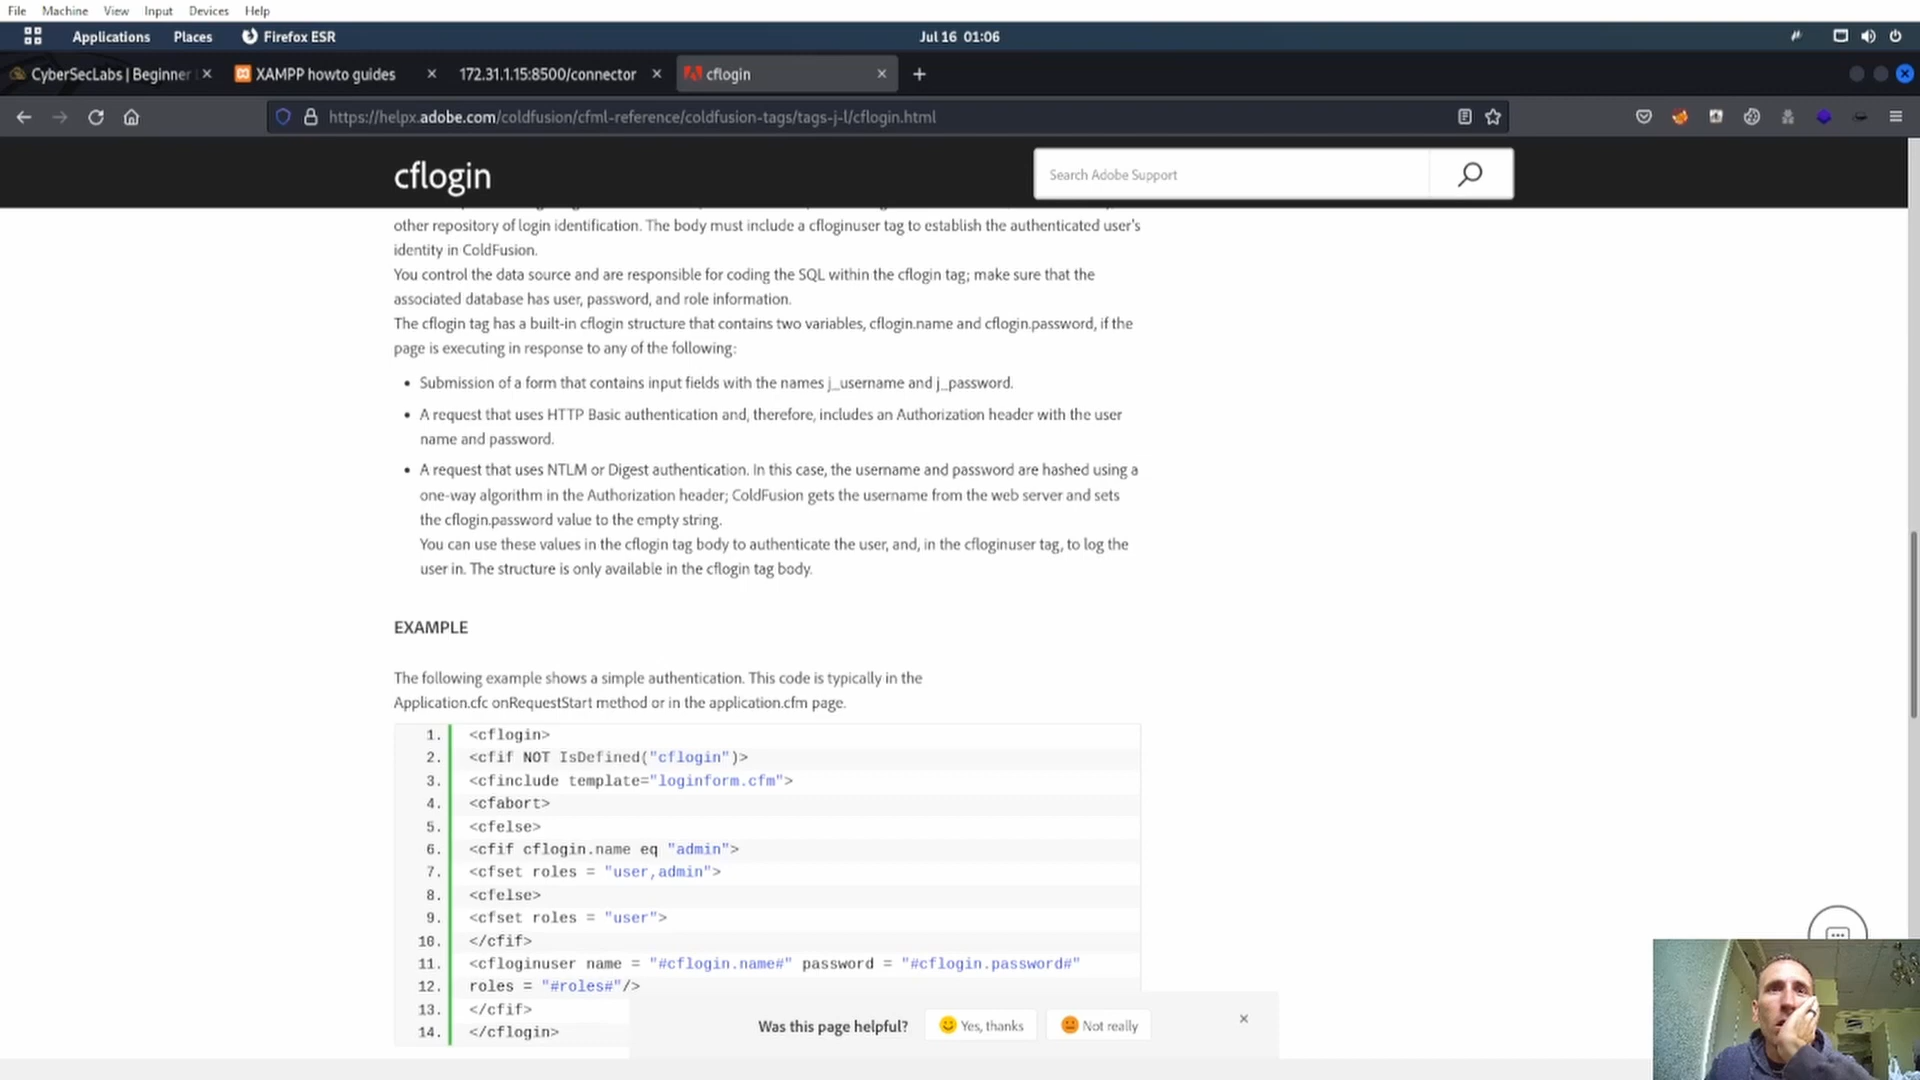 File Machine View Input Devices Help
Applications Places Firefox ESR Jul 16 01:06
CyberSecLabs | Beginner XAMPP howto guides 172.31.1.15:8500/connector cflogin
https://helpx.adobe.com/coldfusion/cfml-reference/coldfusion-tags/tags-j-l/cflogin.html
cflogin
Search Adobe Support
other repository of login identification. The body must include a cfloginuser tag to establish the authenticated user's
identity in ColdFusion.
You control the data source and are responsible for coding the SQL within the cflogin tag; make sure that the
associated database has user, password, and role information.
The cflogin tag has a built-in cflogin structure that contains two variables, cflogin.name and cflogin.password, if the
page is executing in response to any of the following:
• Submission of a form that contains input fields with the names j_username and j_password.
• A request that uses HTTP Basic authentication and, therefore, includes an Authorization header with the user
name and password.
• A request that uses NTLM or Digest authentication. In this case, the username and password are hashed using a
one-way algorithm in the Authorization header; ColdFusion gets the username from the web server and sets
the cflogin.password value to the empty string.
You can use these values in the cflogin tag body to authenticate the user, and, in the cfloginuser tag, to log the
user in. The structure is only available in the cflogin tag body.
EXAMPLE
The following example shows a simple authentication. This code is typically in the
Application.cfc onRequestStart method or in the application.cfm page.
1. <cflogin>
2. <cfif NOT IsDefined("cflogin")>
3. <cfinclude template="loginform.cfm">
4. <cfabort>
5. <cfelse>
6. <cfif cflogin.name eq "admin">
7. <cfset roles = "user,admin">
8. <cfelse>
9. <cfset roles = "user">
10. </cfif>
11. <cfloginuser name = "#cflogin.name#" password = "#cflogin.password#"
12. roles = "#roles#"/>
13. </cfif>
14. </cflogin>
Was this page helpful? Yes, thanks Not really